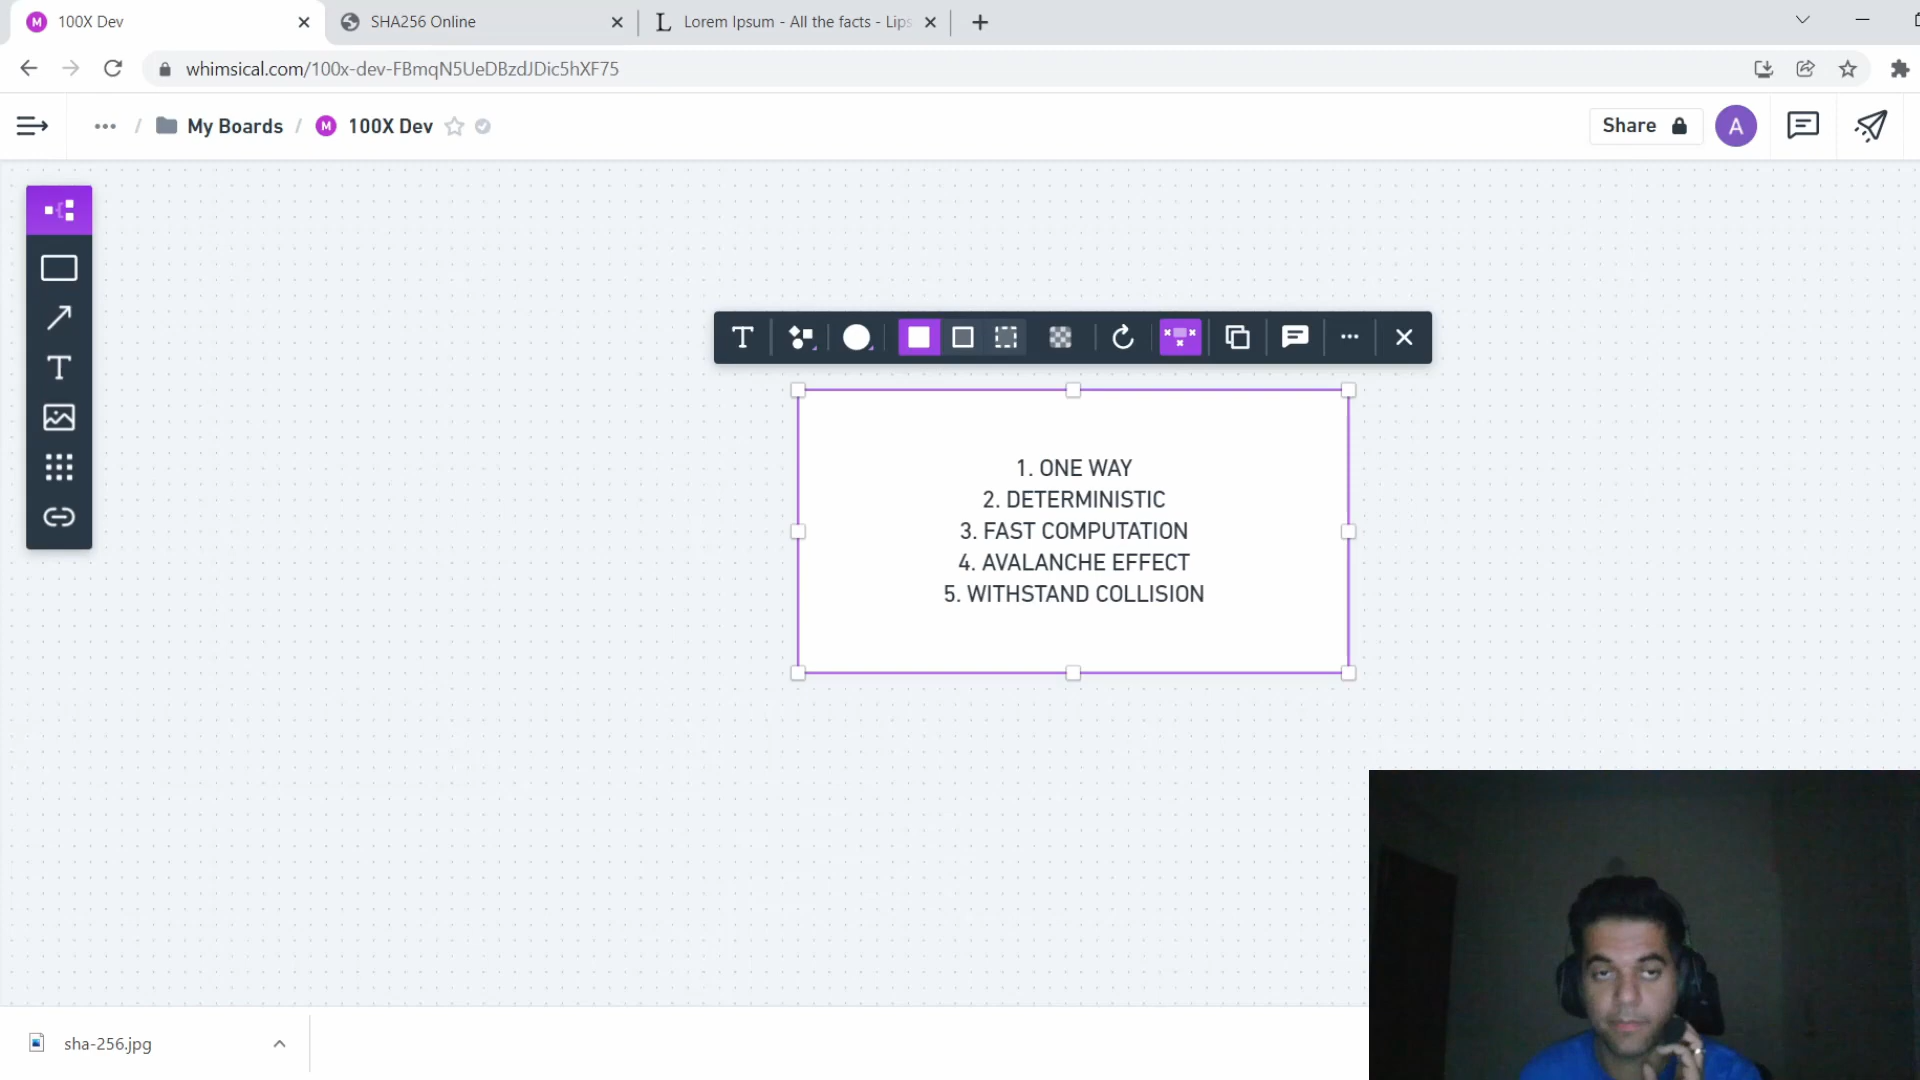 100X Dev
SHA256 Online
Lorem Ipsum - All the facts - Lips
whimsical.com/100x-dev-FBmqN5UeDBzdJDic5hXF75
/ My Boards / M 100X Dev
Share
A
T
T
1. ONE WAY
2. DETERMINISTIC
3. FAST COMPUTATION
4. AVALANCHE EFFECT
5. WITHSTAND COLLISION
sha-256.jpg